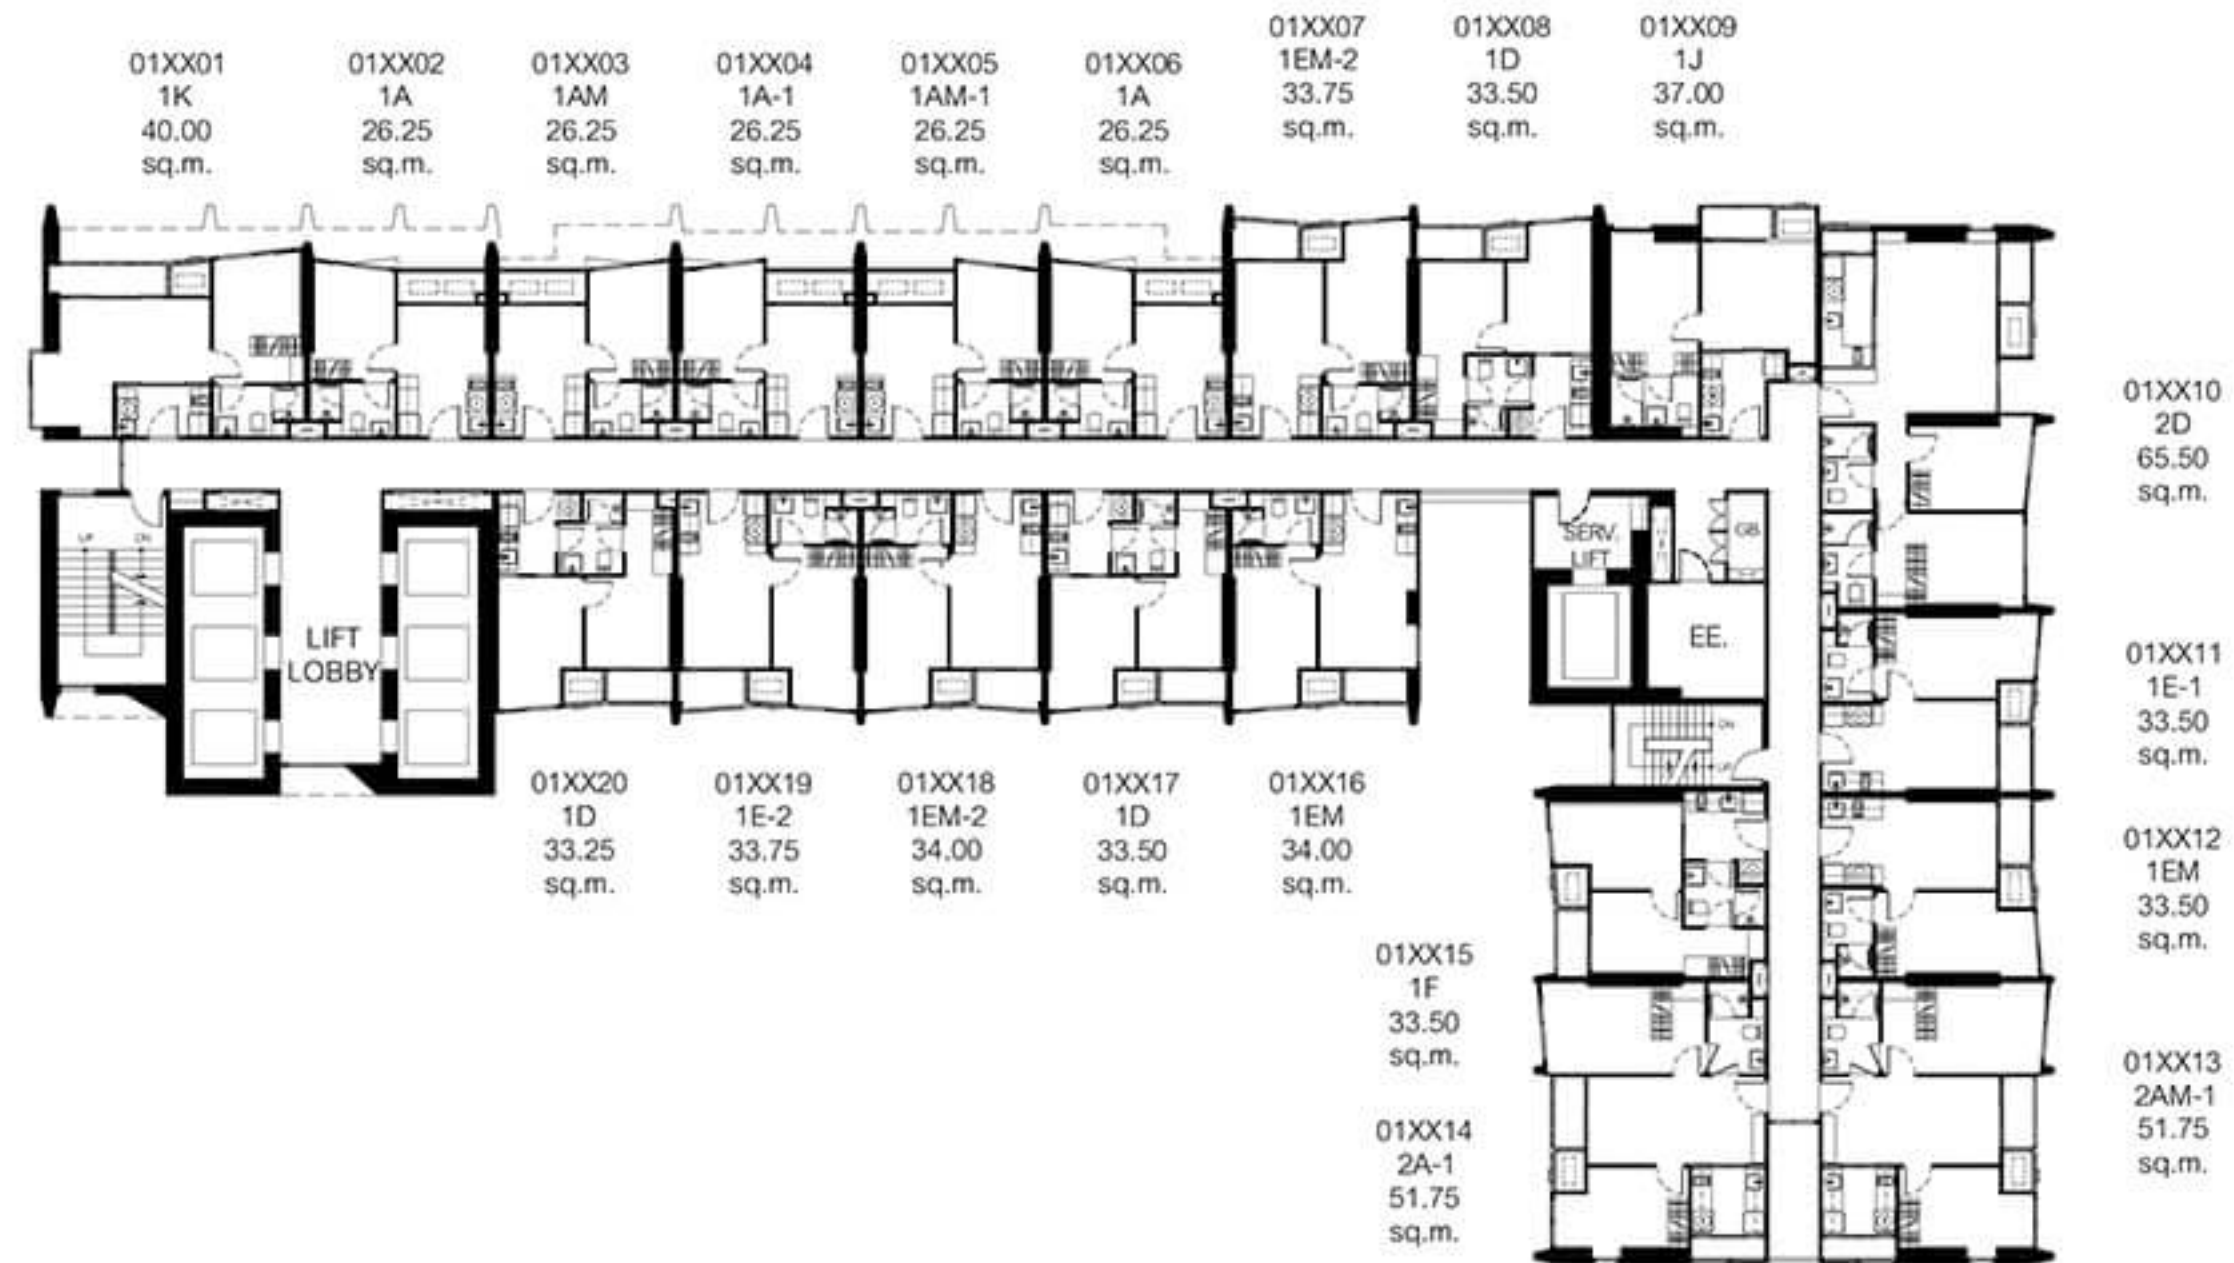 01XX01
1K
40.00
sq.m.
01XX02
1A
26.25
sq.m.
01XX03
1AM
26.25
sq.m.
01XX04
1A-1
26.25
sq.m.
01XX05
1AM-1
26.25
sq.m.
01XX06
1A
26.25
sq.m.
01XX07
1EM-2
33.75
sq.m.
01XX08
1D
33.50
sq.m.
01XX09
1J
37.00
sq.m.
01XX10
2D
65.50
sq.m.
01XX11
1E-1
33.50
sq.m.
01XX12
1EM
33.50
sq.m.
01XX13
2AM-1
51.75
sq.m.
01XX14
2A-1
51.75
sq.m.
01XX15
1F
33.50
sq.m.
01XX16
1EM
34.00
sq.m.
01XX17
1D
33.50
sq.m.
01XX18
1EM-2
34.00
sq.m.
01XX19
1E-2
33.75
sq.m.
01XX20
1D
33.25
sq.m.
UP
DN
LIFT
LOBBY
SERV.
LIFT
GB.
EE.
DN
UP